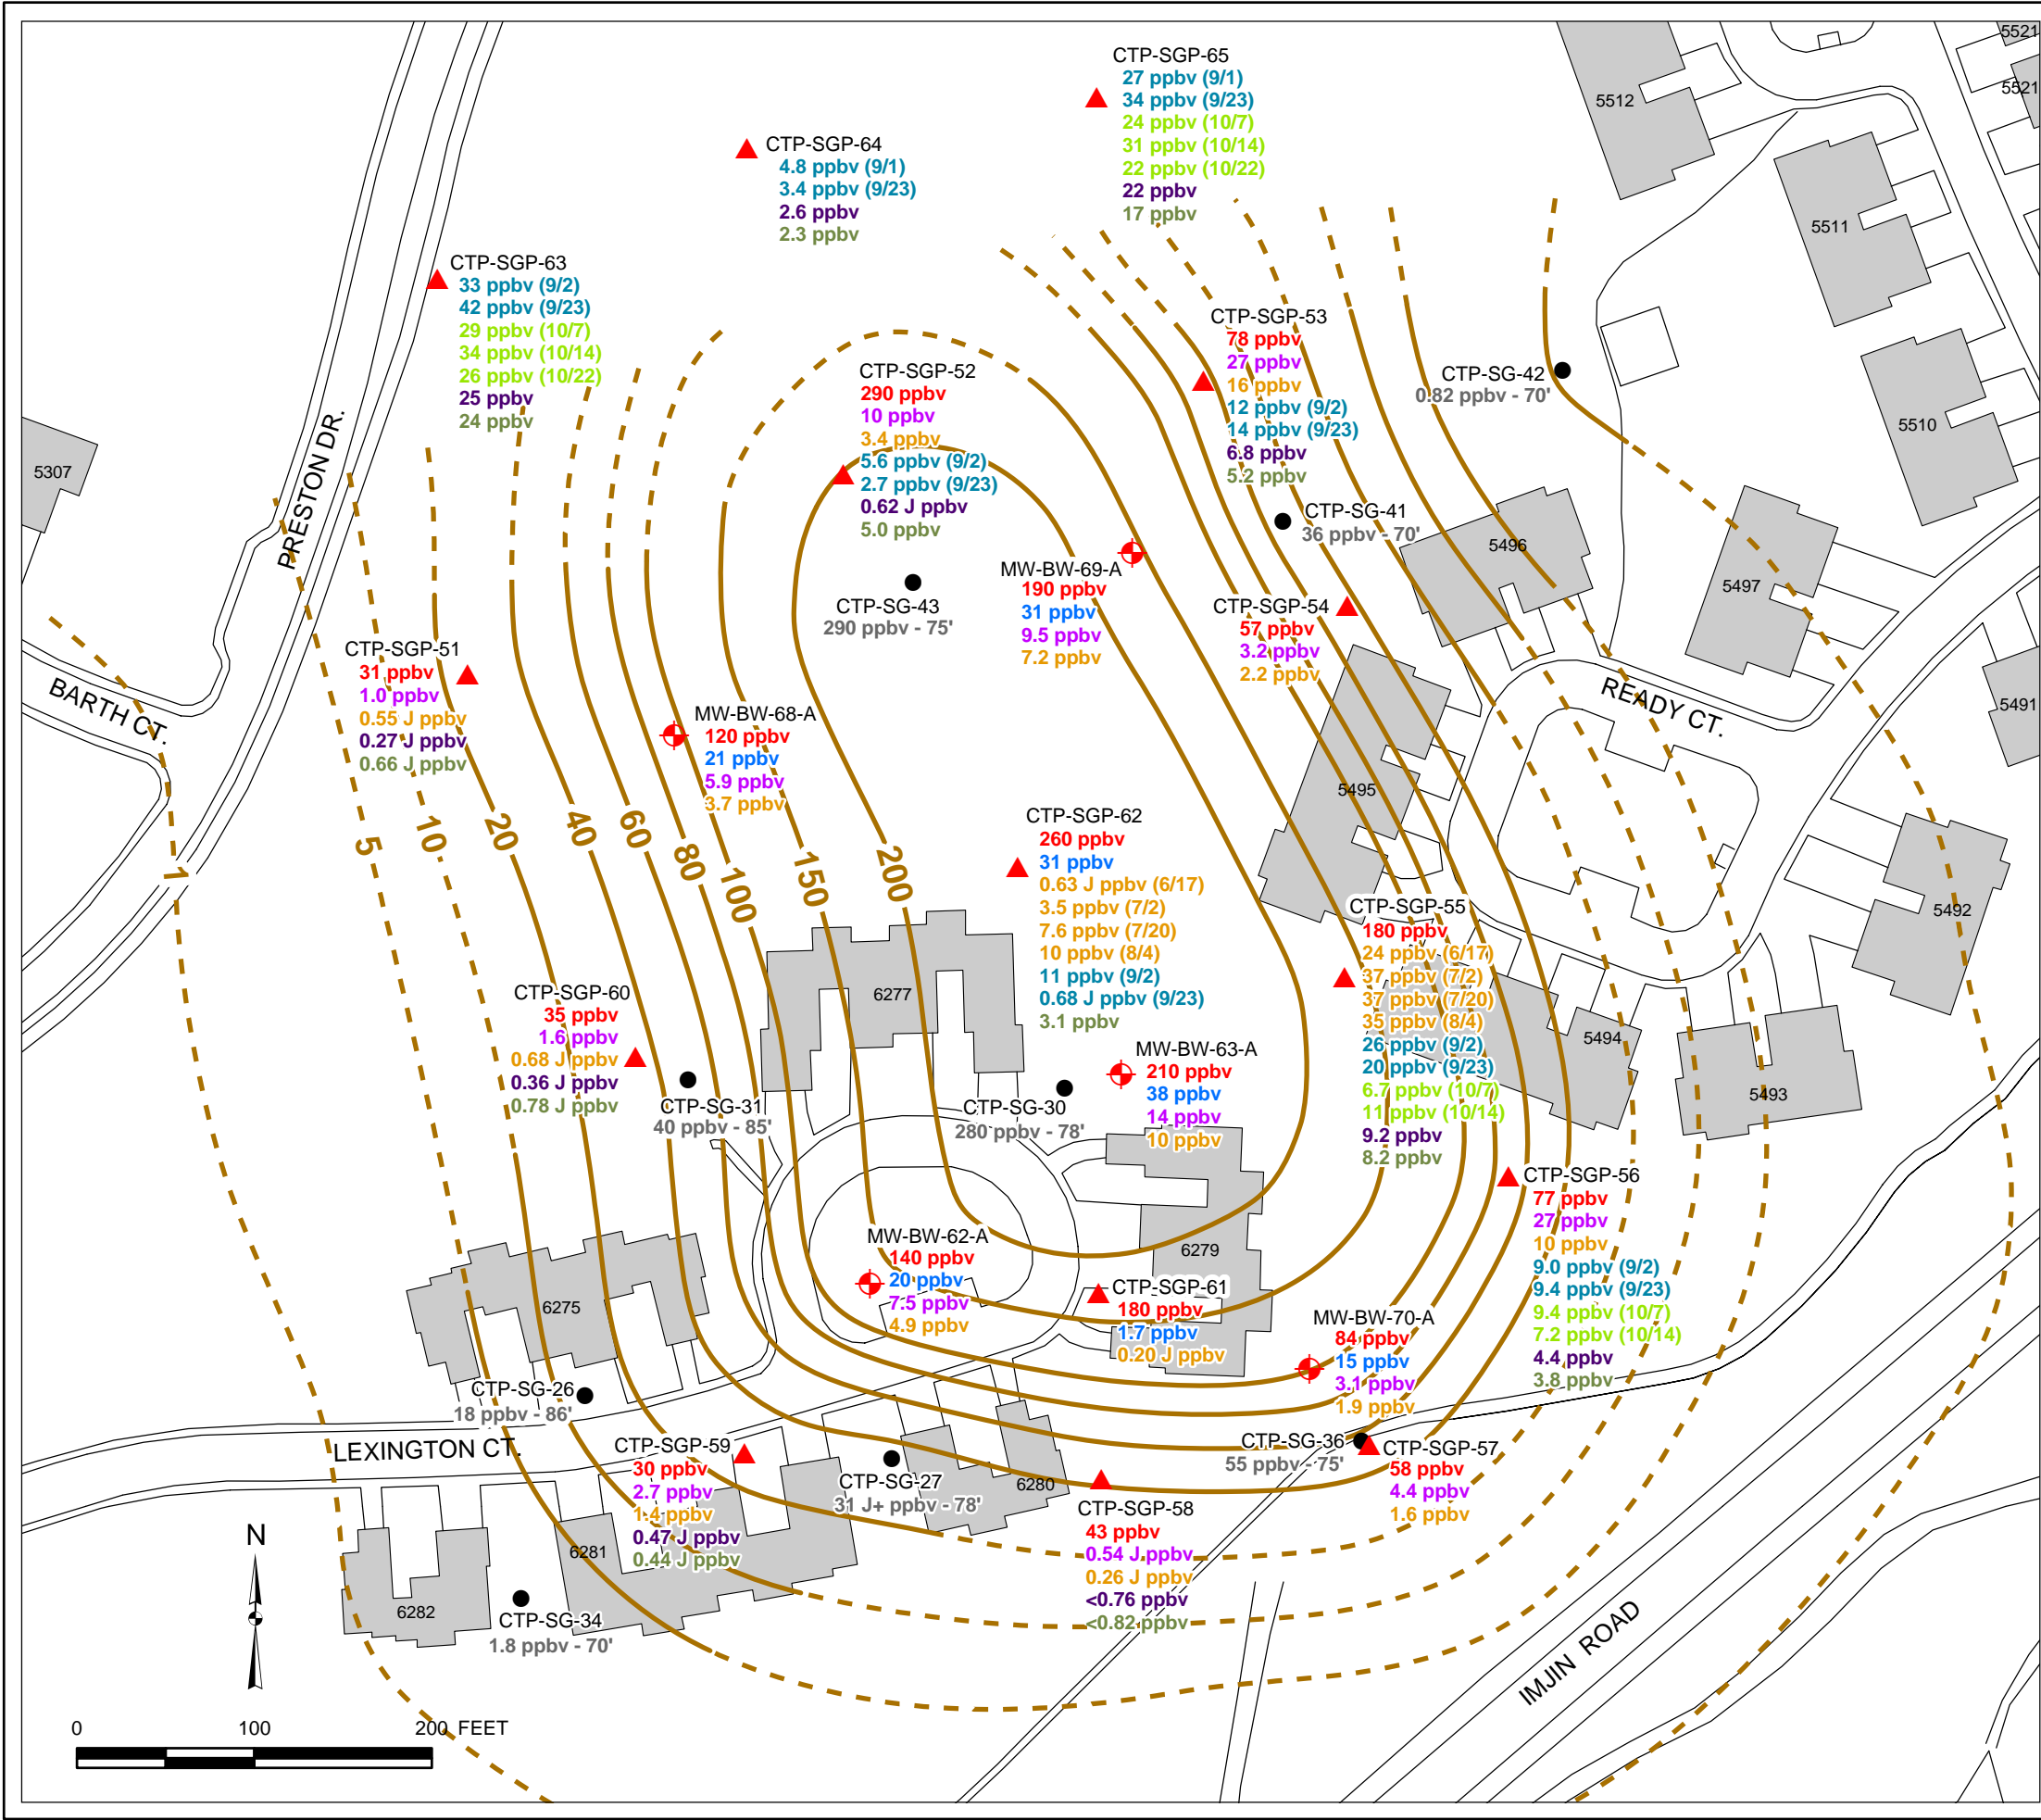 CTP-SGP-65
27 ppbv (9/1)
34 ppbv (9/23)
24 ppbv (10/7)
31 ppbv (10/14)
22 ppbv (10/22)
22 ppbv
17 ppbv
CTP-SGP-64
4.8 ppbv (9/1)
3.4 ppbv (9/23)
2.6 ppbv
2.3 ppbv
CTP-SGP-63
33 ppbv (9/2)
42 ppbv (9/23)
29 ppbv (10/7)
34 ppbv (10/14)
26 ppbv (10/22)
25 ppbv
24 ppbv
5512
5521
5521
5511
5510
CTP-SGP-53
78 ppbv
27 ppbv
16 ppbv
12 ppbv (9/2)
14 ppbv (9/23)
6.8 ppbv
5.2 ppbv
CTP-SG-42
0.82 ppbv - 70'
CTP-SGP-52
290 ppbv
10 ppbv
3.4 ppbv
5.6 ppbv (9/2)
2.7 ppbv (9/23)
0.62 J ppbv
5.0 ppbv
5307
PRESTON DR.
CTP-SG-41
36 ppbv - 70'
5496
5497
CTP-SG-43
290 ppbv - 75'
MW-BW-69-A
190 ppbv
31 ppbv
9.5 ppbv
7.2 ppbv
CTP-SGP-54
57 ppbv
3.2 ppbv
2.2 ppbv
CTP-SGP-51
31 ppbv
1.0 ppbv
0.55 J ppbv
0.27 J ppbv
0.66 J ppbv
BARTH CT.
READY CT.
5491
MW-BW-68-A
120 ppbv
21 ppbv
5.9 ppbv
3.7 ppbv
5495
1
5
10
20
40
60
80
100
150
200
CTP-SGP-62
260 ppbv
31 ppbv
0.63 J ppbv (6/17)
3.5 ppbv (7/2)
7.6 ppbv (7/20)
10 ppbv (8/4)
11 ppbv (9/2)
0.68 J ppbv (9/23)
3.1 ppbv
CTP-SGP-55
180 ppbv
24 ppbv (6/17)
37 ppbv (7/2)
37 ppbv (7/20)
35 ppbv (8/4)
26 ppbv (9/2)
20 ppbv (9/23)
6.7 ppbv (10/7)
11 ppbv (10/14)
9.2 ppbv
8.2 ppbv
5492
6277
5494
5493
CTP-SGP-60
35 ppbv
1.6 ppbv
0.68 J ppbv
0.36 J ppbv
0.78 J ppbv
CTP-SG-31
40 ppbv - 85'
CTP-SG-30
280 ppbv - 78'
MW-BW-63-A
210 ppbv
38 ppbv
14 ppbv
10 ppbv
CTP-SGP-56
77 ppbv
27 ppbv
10 ppbv
9.0 ppbv (9/2)
9.4 ppbv (9/23)
9.4 ppbv (10/7)
7.2 ppbv (10/14)
4.4 ppbv
3.8 ppbv
MW-BW-62-A
140 ppbv
20 ppbv
7.5 ppbv
4.9 ppbv
6279
CTP-SGP-61
180 ppbv
1.7 ppbv
0.20 J ppbv
6275
MW-BW-70-A
84 ppbv
15 ppbv
3.1 ppbv
1.9 ppbv
CTP-SG-26
18 ppbv - 86'
LEXINGTON CT.
CTP-SGP-59
30 ppbv
2.7 ppbv
1.4 ppbv
0.47 J ppbv
0.44 J ppbv
CTP-SG-27
31 J+ ppbv - 78'
6280
CTP-SG-36
55 ppbv - 75'
CTP-SGP-57
58 ppbv
4.4 ppbv
1.6 ppbv
CTP-SGP-58
43 ppbv
0.54 J ppbv
0.26 J ppbv
<0.76 ppbv
<0.82 ppbv
6281
6282
CTP-SG-34
1.8 ppbv - 70'
N
IMJIN ROAD
0 100 200 FEET